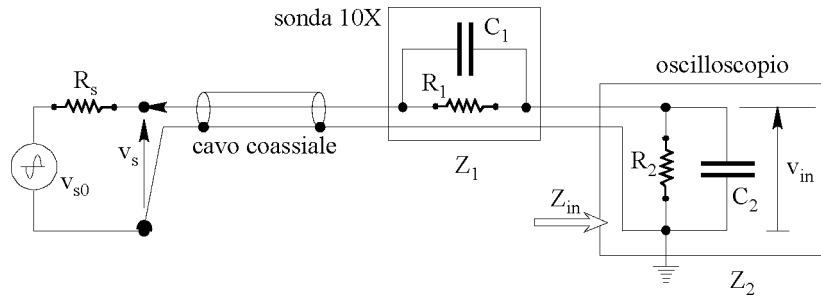 sonda 10X
C1
R1
Z1
oscilloscopio
Rs
cavo coassiale
vs
vs0
R2
C2
vin
Zin
Z2